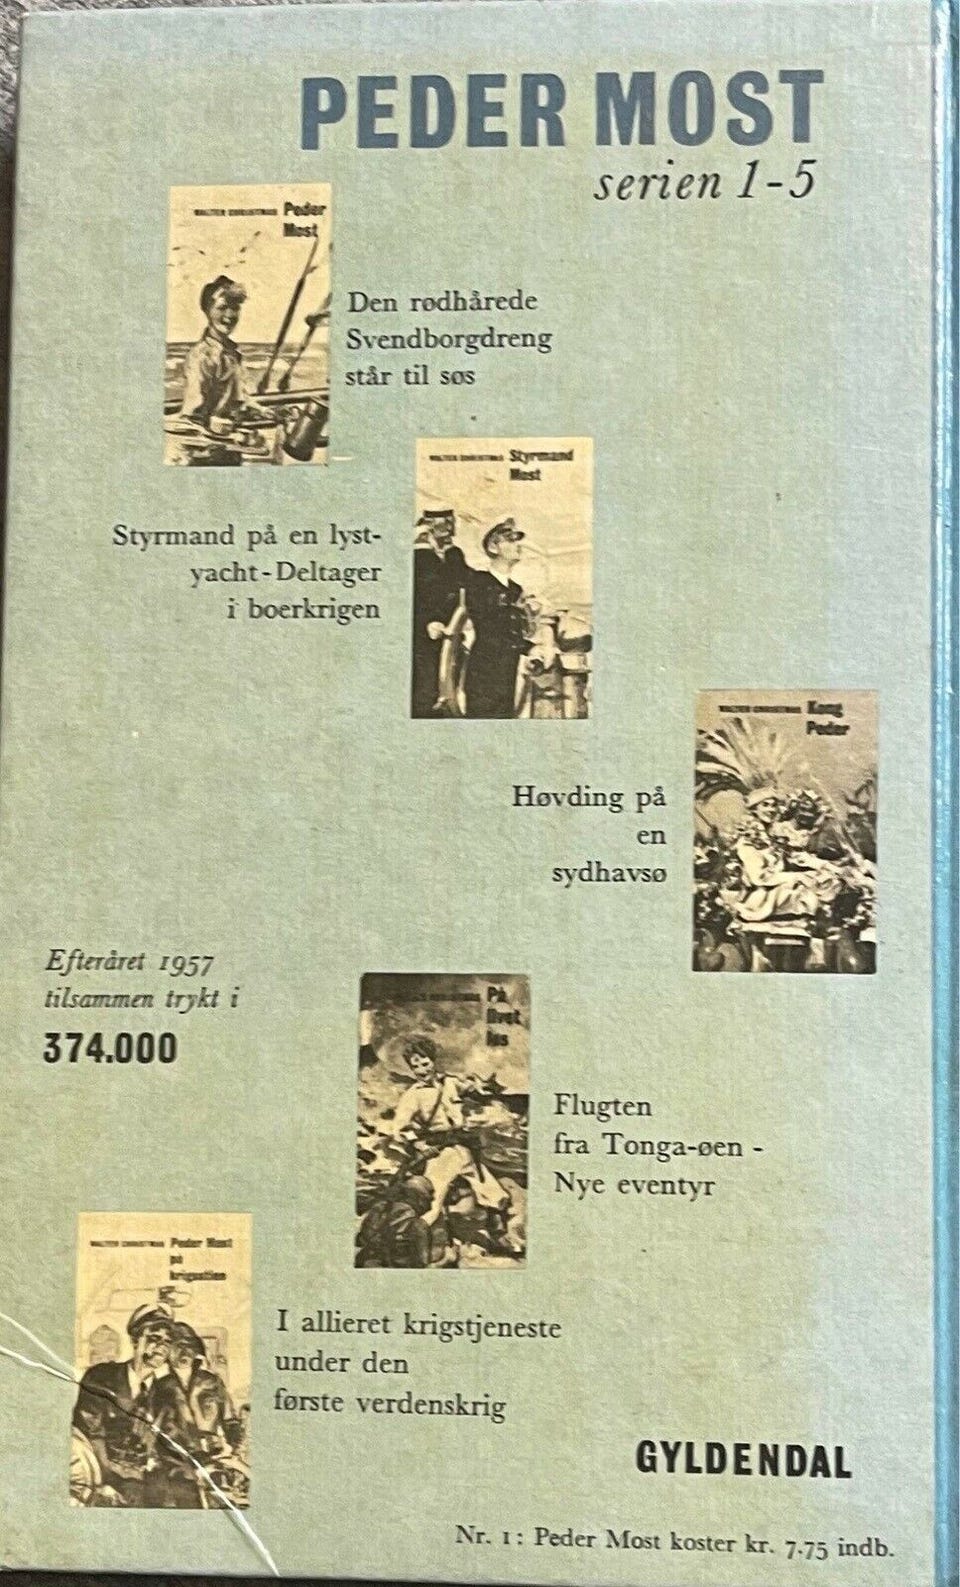 PEDER MOST
serien 1-5
WALTER CHRISTMAS Peder
Most
Den rødhårede
Svendborgdreng
står til søs
WALTER CHRISTMAS Styrmand
Most
Styrmand på en lyst-
yacht-Deltager
i boerkrigen
WALTER CHRISTMAS Kong
Peder
Høvding på
en
sydhavsø
Efteråret 1957
tilsammen trykt i
374.000
WALTER CHRISTMAS På
livet
løs
Flugten
fra Tonga-øen -
Nye eventyr
WALTER CHRISTMAS Peder Most
på
krigsstien
I allieret krigstjeneste
under den
første verdenskrig
GYLDENDAL
Nr. 1: Peder Most koster kr. 7.75 indb.